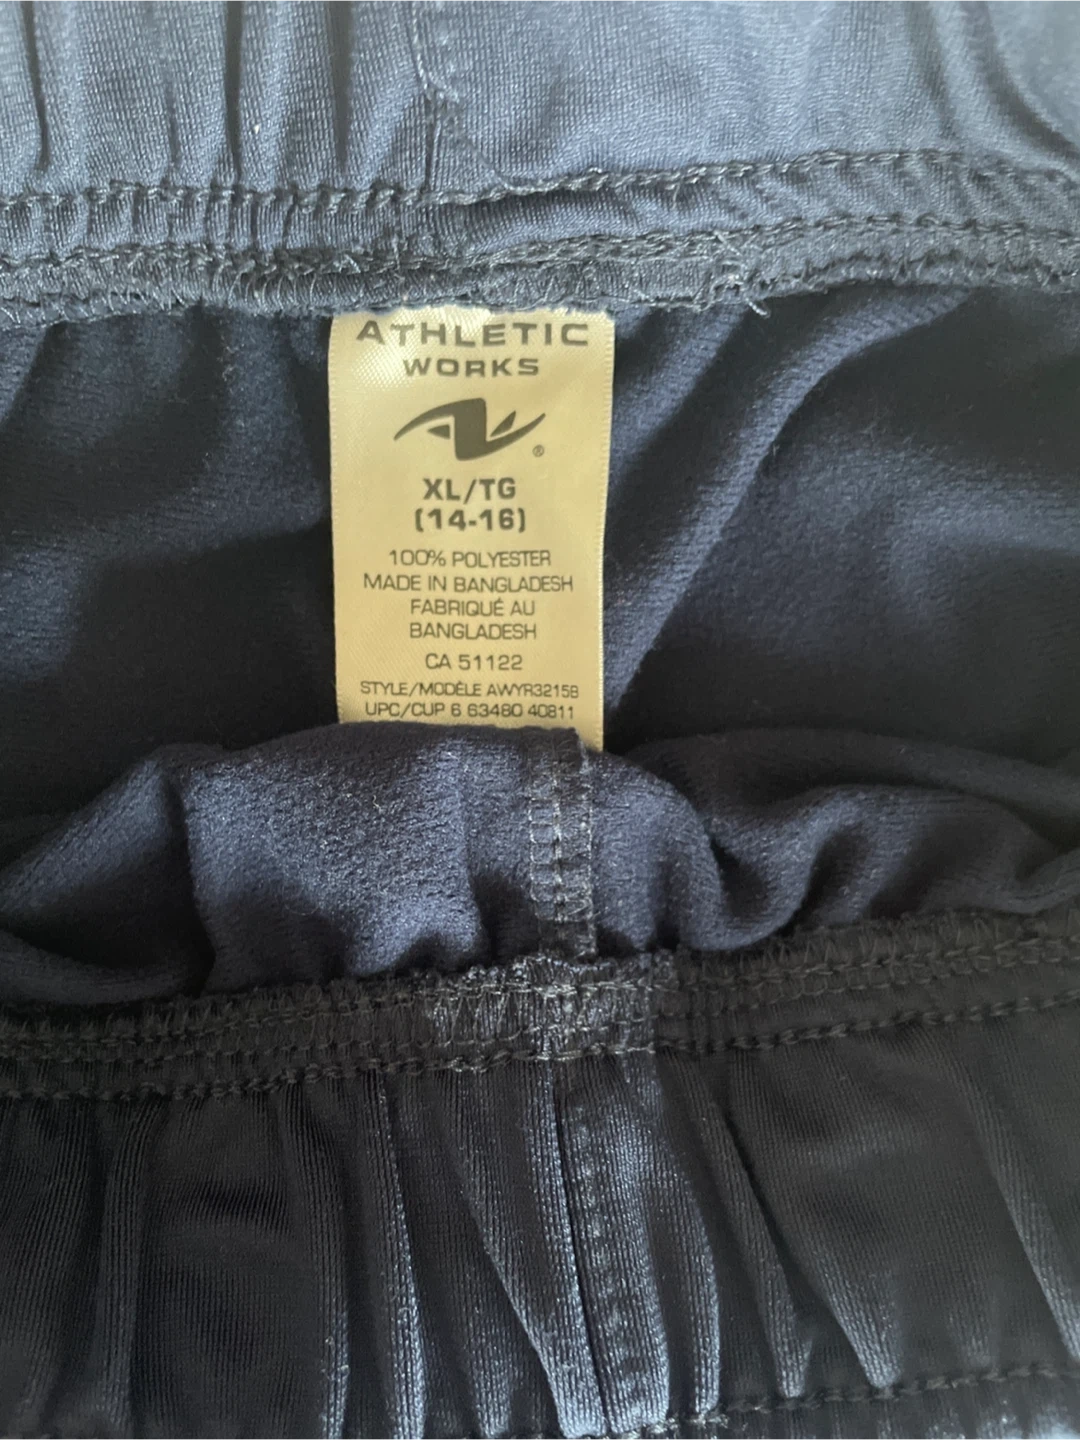 ATHLETIC
WORKS
®
XL/TG
(14-16)
100% POLYESTER
MADE IN BANGLADESH
FABRIQUÉ AU
BANGLADESH
CA 51122
STYLE/MODÈLE AWYR3215B
UPC/CUP 6 63480 40811